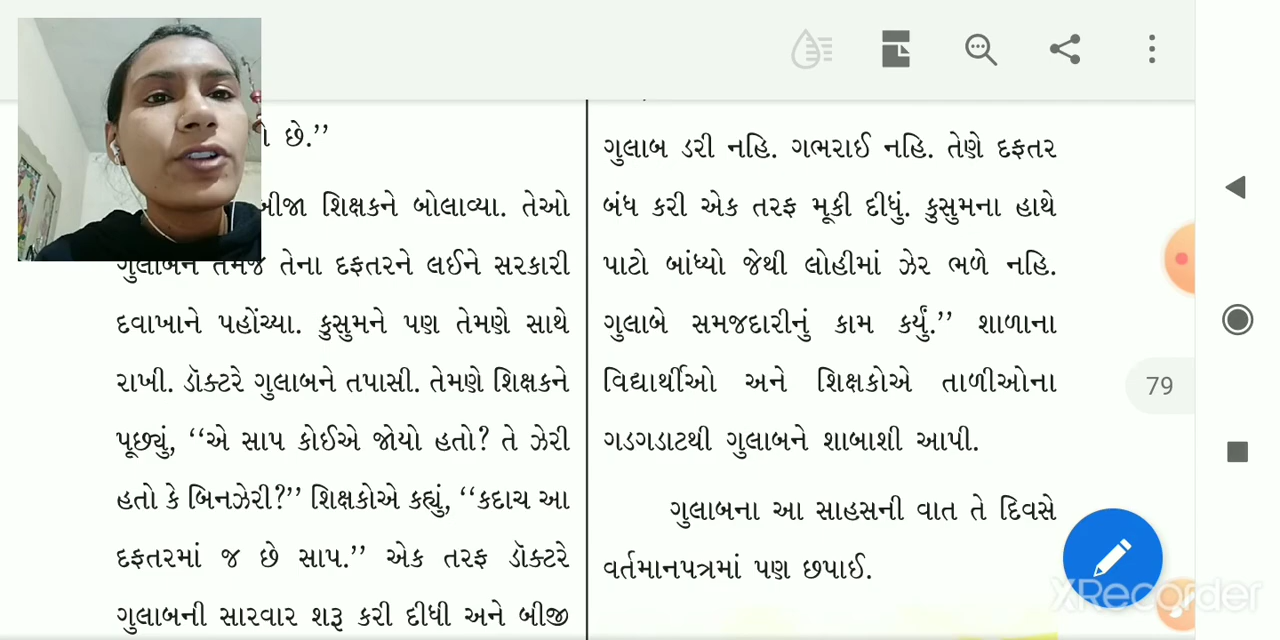 છે.’’
શિક્ષકને બોલાવ્યા. તેઓ
ગુલાબને તેમજ તેના દફતરને લઈને સરકારી
દવાખાને પહોંચ્યા. કુસુમને પણ તેમણે સાથે
રાખી. ડૉક્ટરે ગુલાબને તપાસી. તેમણે શિક્ષકને
પૂછ્યું, ‘‘એ સાપ કોઈએ જોયો હતો? તે ઝેરી
હતો કે બિનઝેરી?’’ શિક્ષકોએ કહ્યું, ‘‘કદાચ આ
દફતરમાં જ છે સાપ.’’ એક તરફ ડૉક્ટરે
ગુલાબની સારવાર શરૂ કરી દીધી અને બીજી
ગુલાબ ડરી નહિ. ગભરાઈ નહિ. તેણે દફતર
બંધ કરી એક તરફ મૂકી દીધું. કુસુમના હાથે
પાટો બાંધ્યો જેથી લોહીમાં ઝેર ભળે નહિ.
ગુલાબે સમજદારીનું કામ કર્યું.’’ શાળાના
વિદ્યાર્થીઓ અને શિક્ષકોએ તાળીઓના
ગડગડાટથી ગુલાબને શાબાશી આપી.
ગુલાબના આ સાહસની વાત તે દિવસે
વર્તમાનપત્રમાં પણ છપાઈ.
79
XRecorder